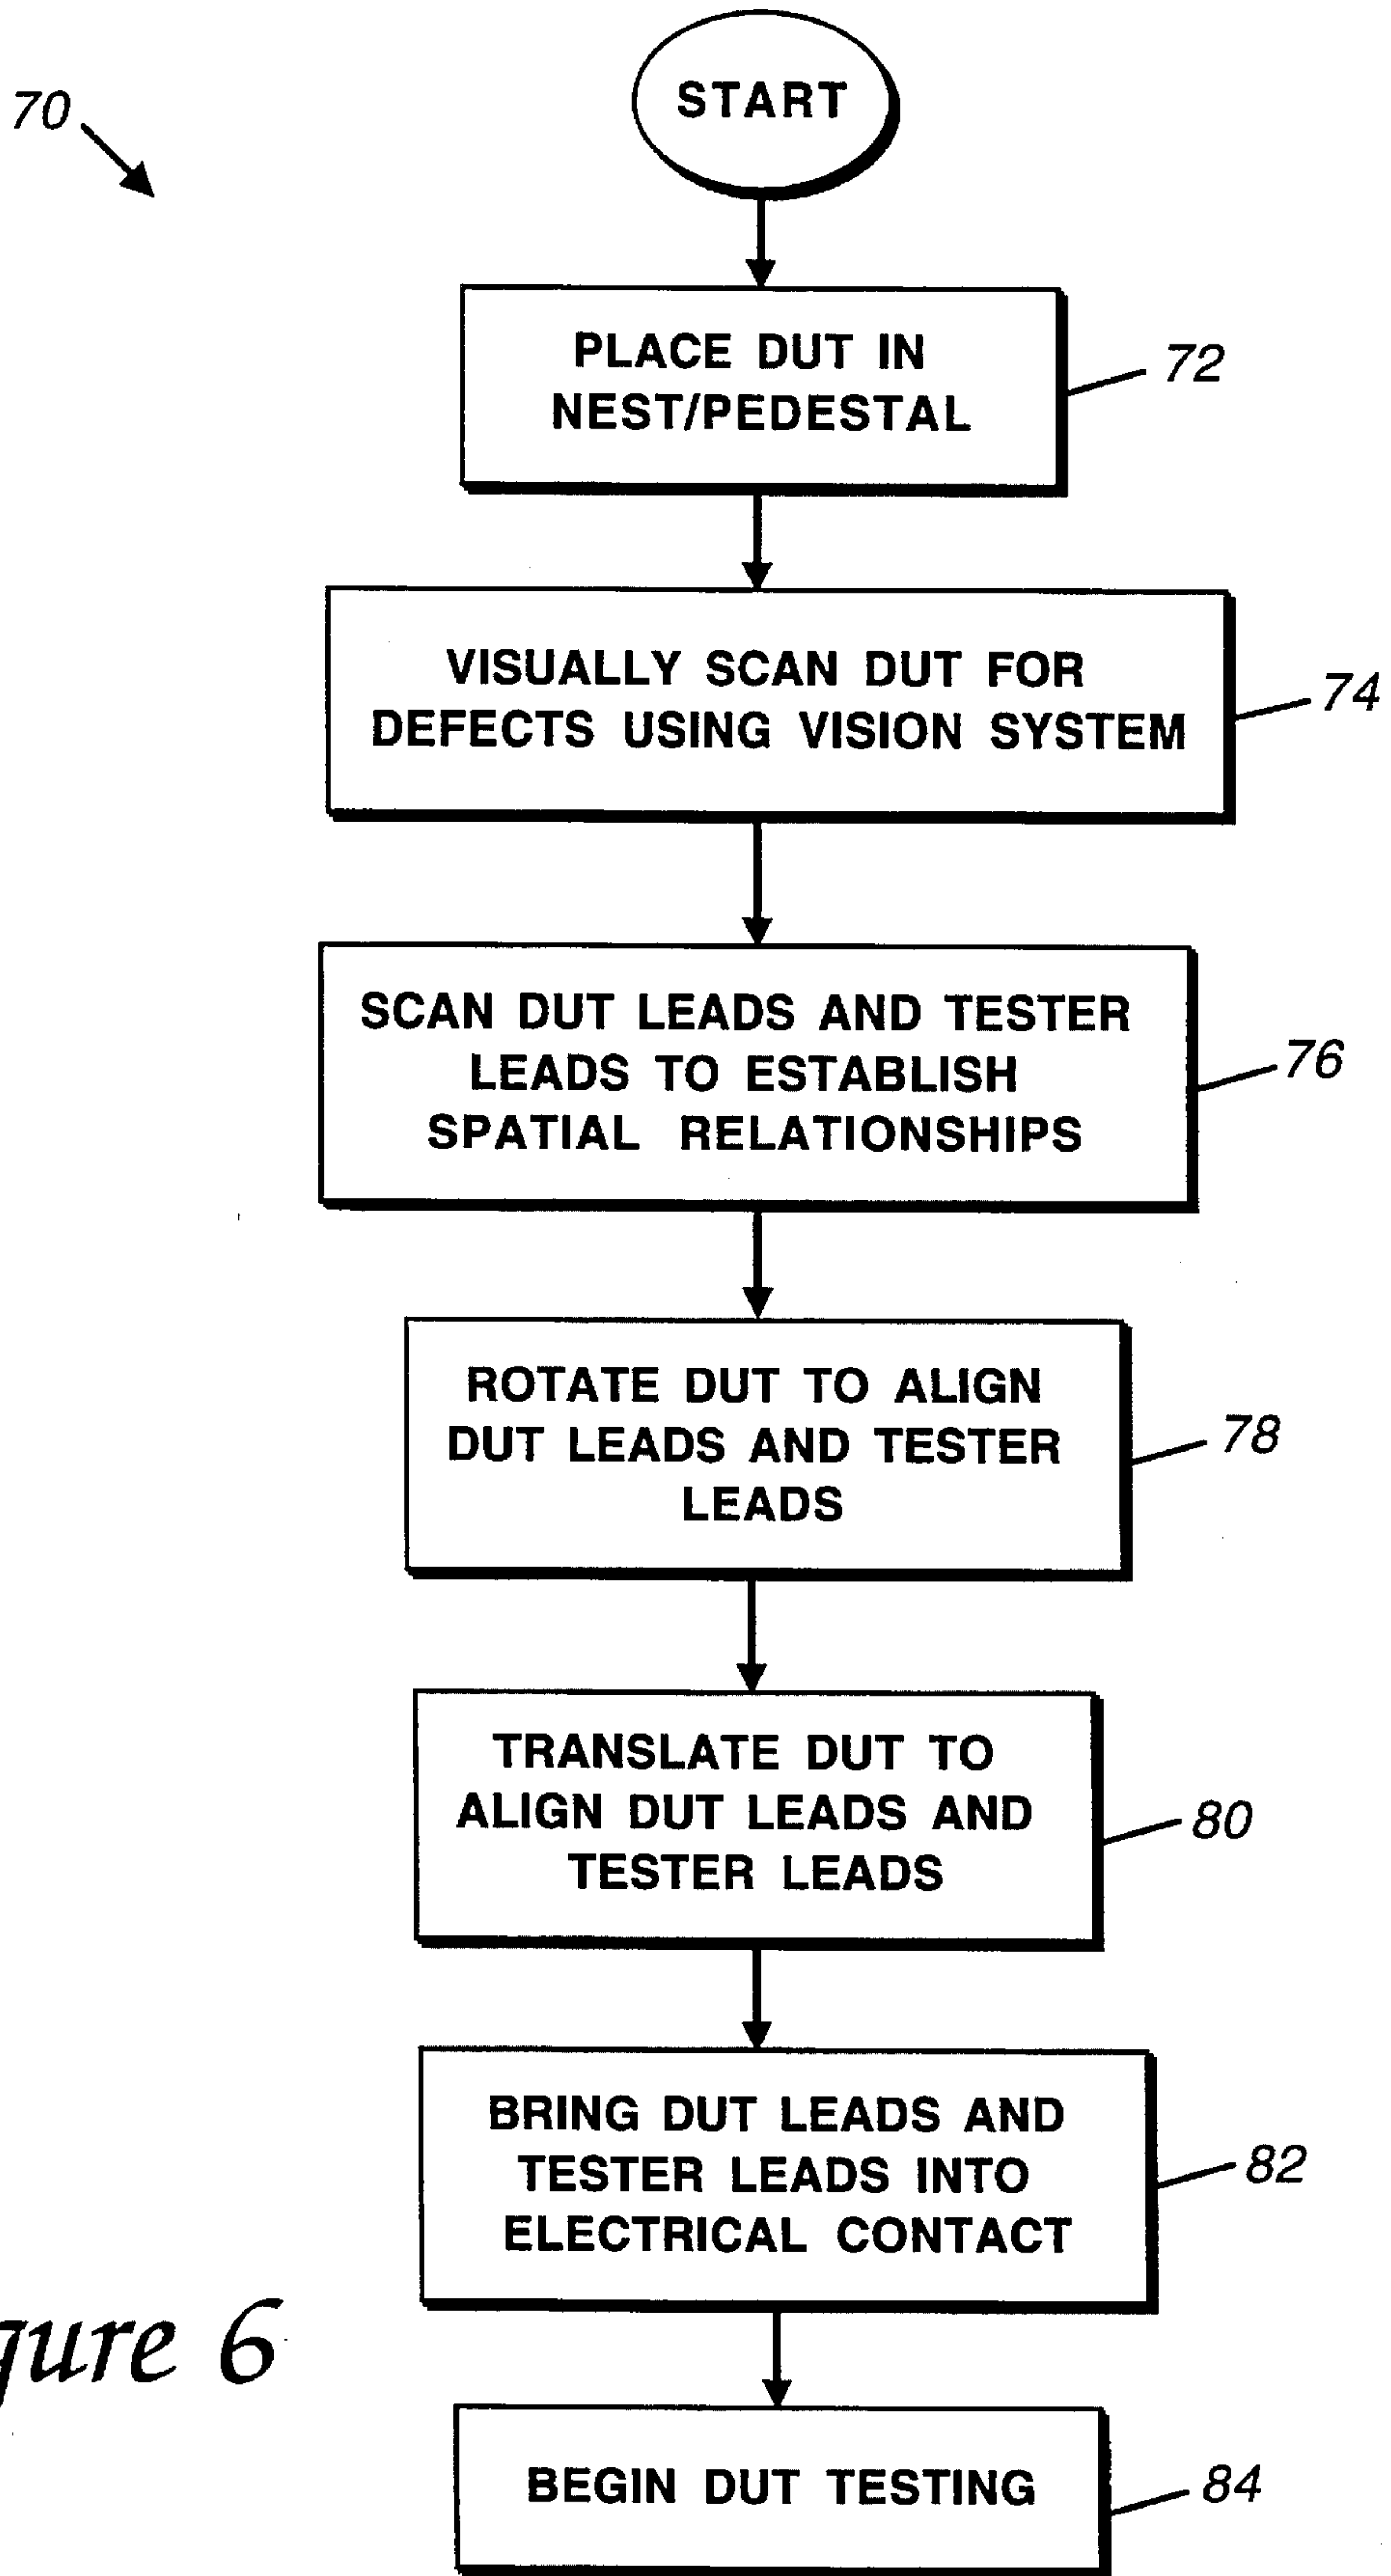 70
START
PLACE DUT IN
NEST/PEDESTAL
72
VISUALLY SCAN DUT FOR
DEFECTS USING VISION SYSTEM
74
SCAN DUT LEADS AND TESTER
LEADS TO ESTABLISH
SPATIAL RELATIONSHIPS
76
ROTATE DUT TO ALIGN
DUT LEADS AND TESTER
LEADS
78
TRANSLATE DUT TO
ALIGN DUT LEADS AND
TESTER LEADS
80
BRING DUT LEADS AND
TESTER LEADS INTO
ELECTRICAL CONTACT
82
gure 6
BEGIN DUT TESTING
84